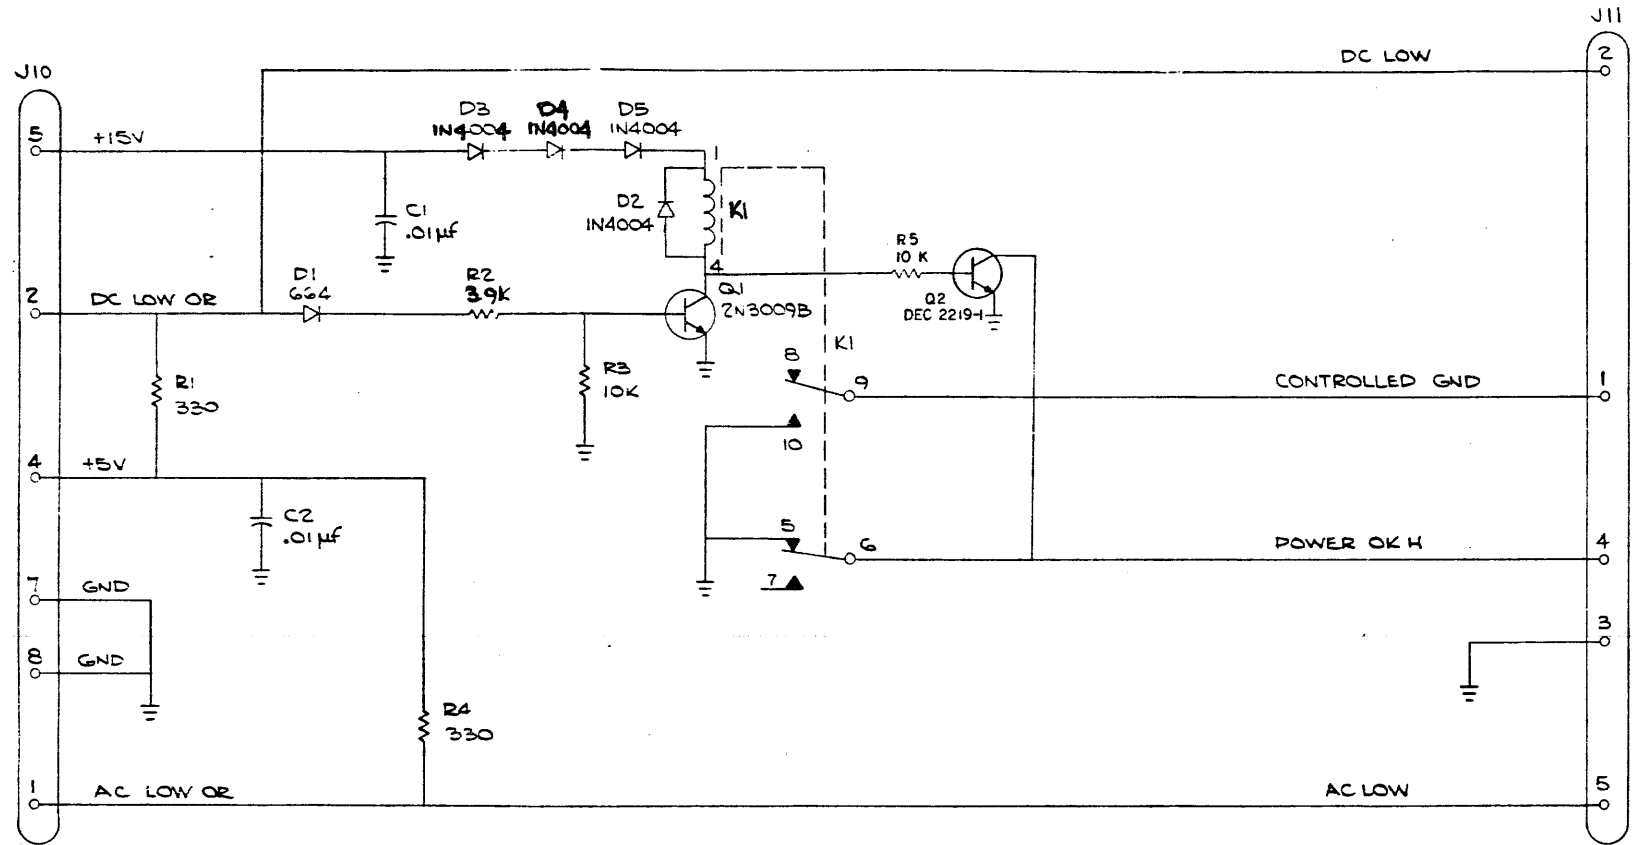 J11
2
DC LOW
J10
5
+15V
D3
1N4004
D4
1N4004
D5
1N4004
1
C1
.01µf
D2
1N4004
K1
4
R5
10 K
Q2
DEC 2219-1
2
DC LOW OR
D1
664
R2
3.9K
Q1
2N3009B
R1
330
R3
10K
K1
8
9
10
CONTROLLED GND
1
4
+5V
C2
.01µf
5
6
7
POWER OK H
4
7
GND
8
GND
3
R4
330
1
AC LOW OR
AC LOW
5